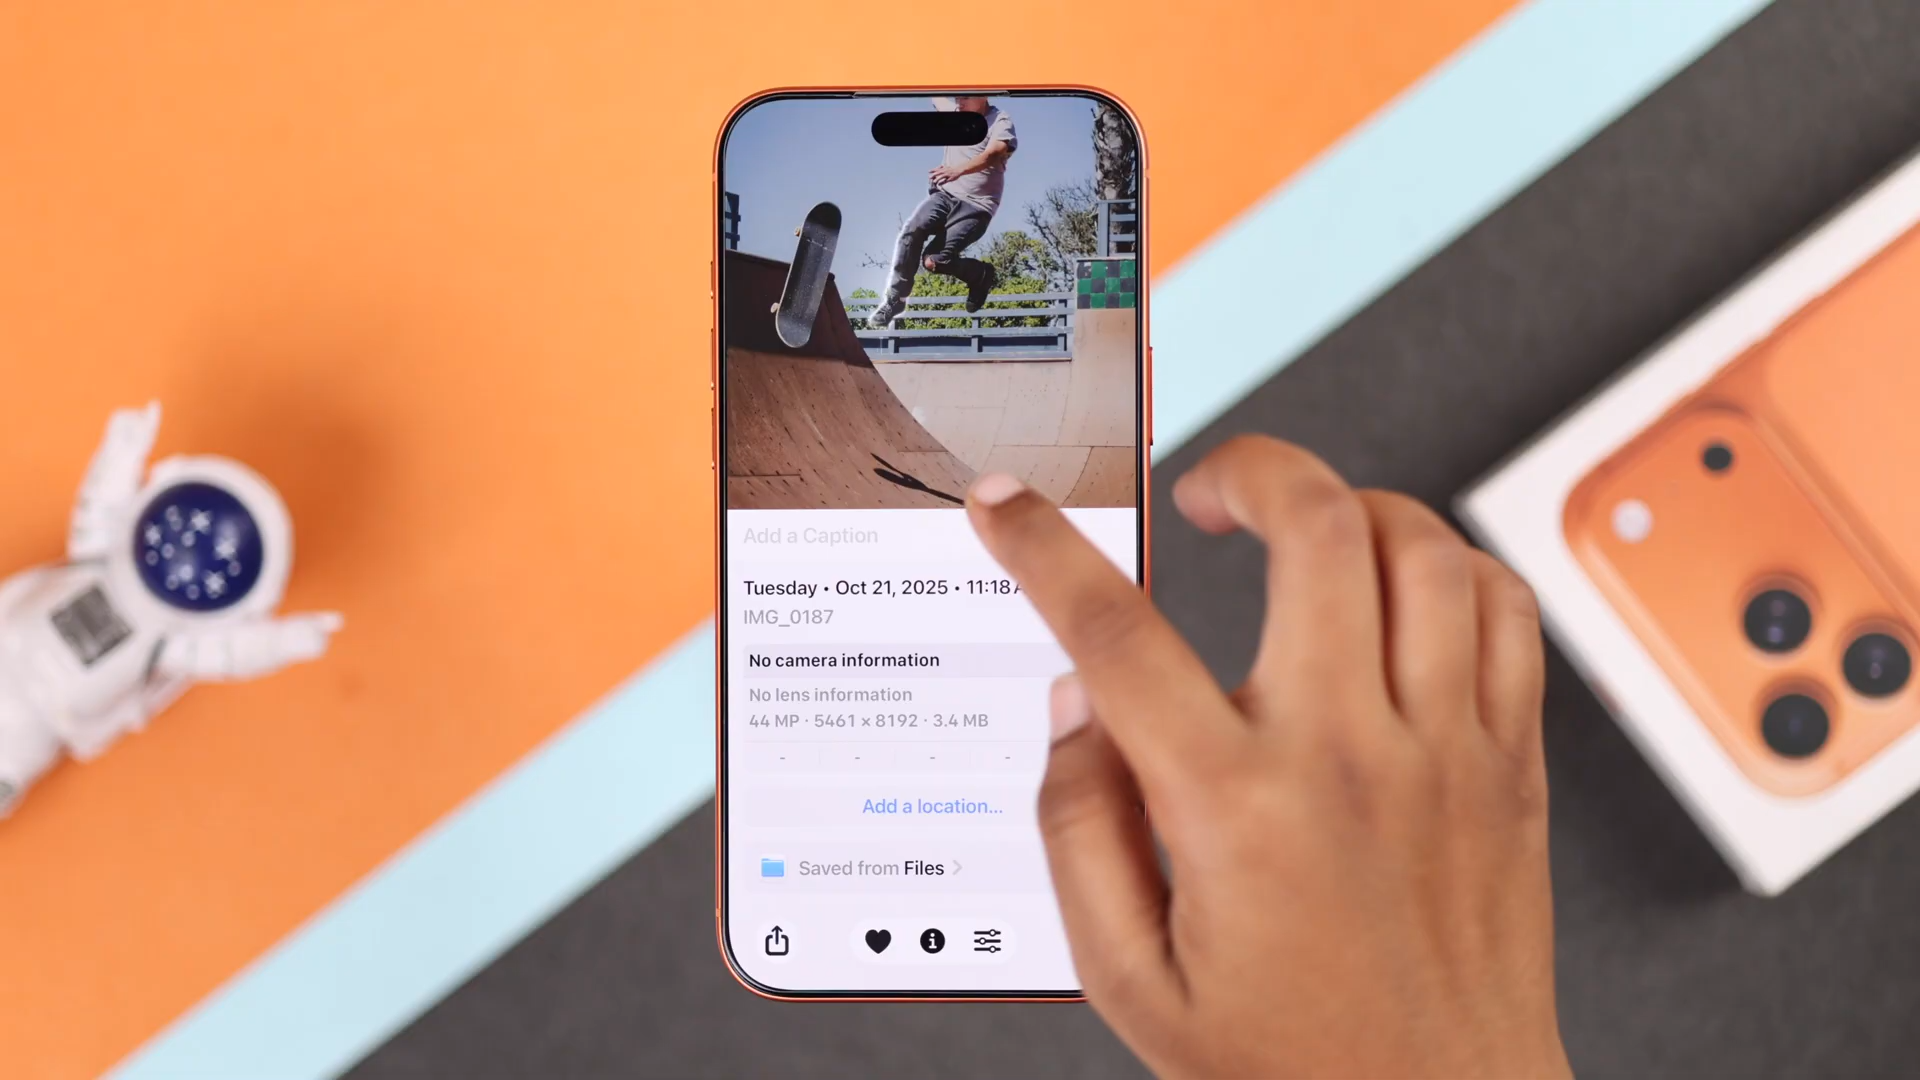 Add a Caption
Tuesday • Oct 21, 2025 • 11:18
IMG_0187
No camera information
No lens information
44 MP · 5461 × 8192 · 3.4 MB
- - - -
Add a location...
Saved from Files >